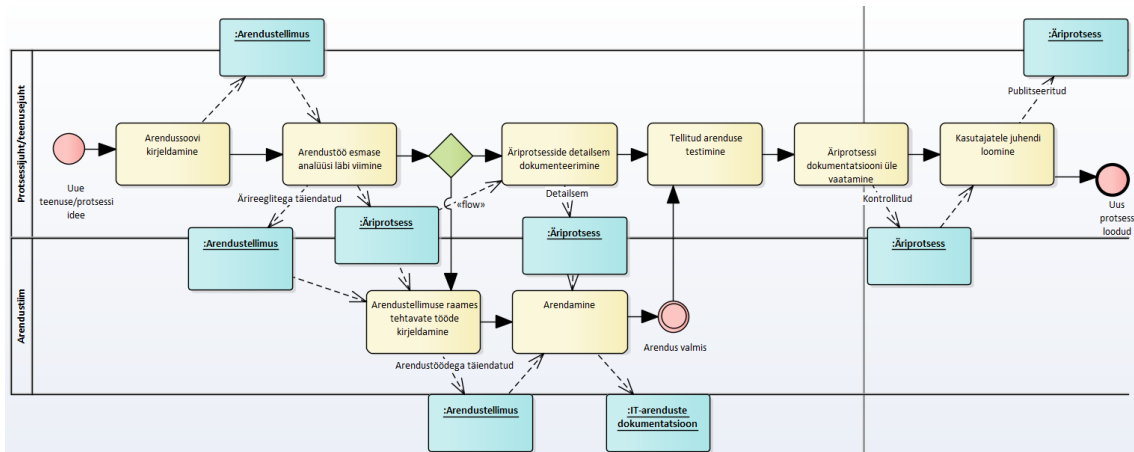 :Arendustellimus
:Äriprotsess
Publitseeritud
Protsessijuht/teenusejuht
Arendussoovi
kirjeldamine
Arendustöö esmase
analüüsi läbi viimine
Äriprotsesside detailsem
dokumenteerimine
Tellitud arenduse
testimine
Äriprotsessi
dokumentatsiooni üle
vaatamine
Kasutajatele juhendi
loomine
Uue
teenuse/protsessi
idee
Ärireeglitega täiendatud
«flow»
Detailsem
Kontrollitud
Uus
protsess
loodud
:Arendustellimus
:Äriprotsess
:Äriprotsess
:Äriprotsess
Arendustiim
Arendustellimuse raames
tehtavate tööde
kirjeldamine
Arendamine
Arendus valmis
Arendustöödega täiendatud
:Arendustellimus
:IT-arenduste
dokumentatsioon